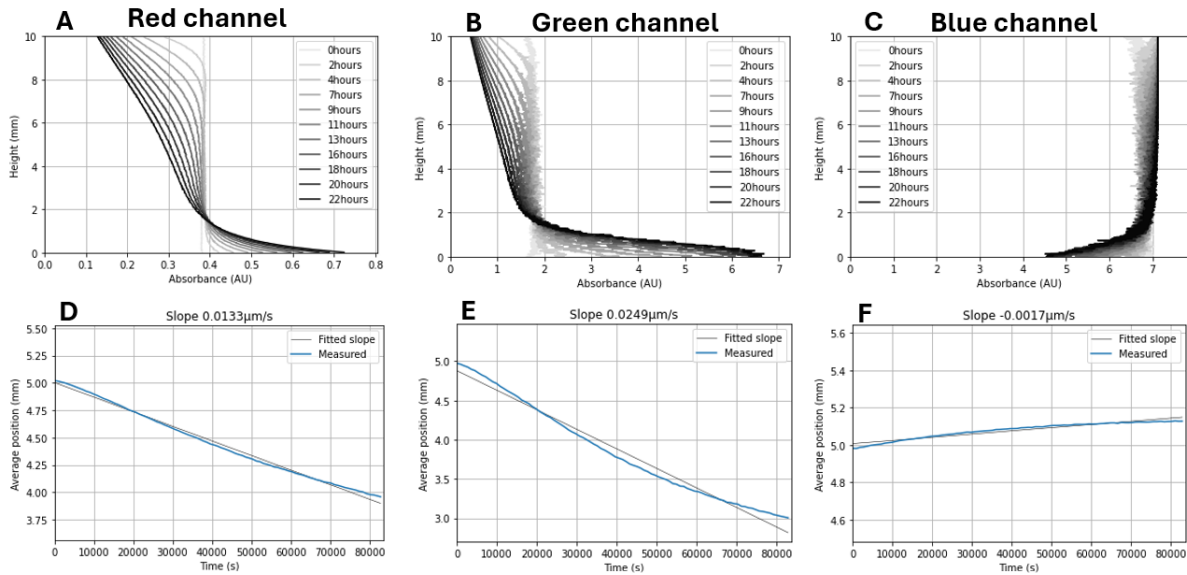 A Red channel
B Green channel
C Blue channel
10
8
6
4
2
0
Height (mm)
0hours
2hours
4hours
7hours
9hours
11hours
13hours
16hours
18hours
20hours
22hours
0.0 0.1 0.2 0.3 0.4 0.5 0.6 0.7 0.8
Absorbance (AU)
10
8
6
4
2
0
Height (mm)
0hours
2hours
4hours
7hours
9hours
11hours
13hours
16hours
18hours
20hours
22hours
0 1 2 3 4 5 6 7
Absorbance (AU)
10
8
6
4
2
0
Height (mm)
0hours
2hours
4hours
7hours
9hours
11hours
13hours
16hours
18hours
20hours
22hours
0 1 2 3 4 5 6 7
Absorbance (AU)
D
Slope 0.0133μm/s
5.50
5.25
5.00
4.75
4.50
4.25
4.00
3.75
Average position (mm)
Fitted slope
Measured
0 10000 20000 30000 40000 50000 60000 70000 80000
Time (s)
E
Slope 0.0249μm/s
5.0
4.5
4.0
3.5
3.0
Average position (mm)
Fitted slope
Measured
0 10000 20000 30000 40000 50000 60000 70000 80000
Time (s)
F
Slope -0.0017μm/s
5.6
5.4
5.2
5.0
4.8
4.6
Average position (mm)
Fitted slope
Measured
0 10000 20000 30000 40000 50000 60000 70000 80000
Time (s)